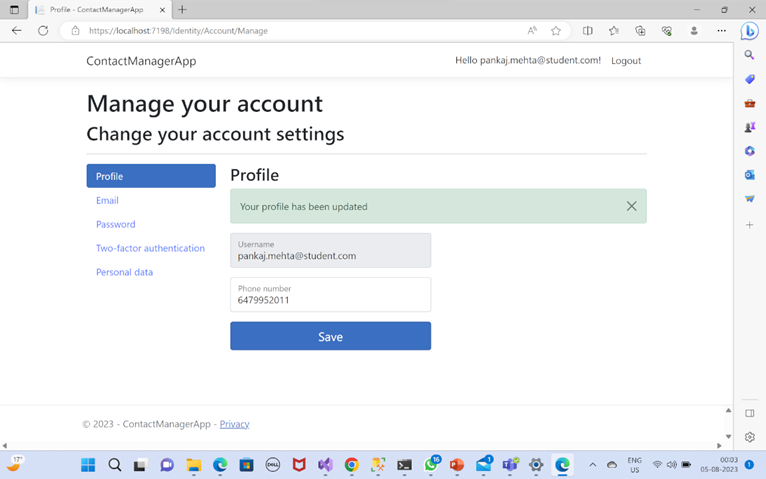 Profile - ContactManagerApp
https://localhost:7198/Identity/Account/Manage
ContactManagerApp
Hello pankaj.mehta@student.com! Logout
Manage your account
Change your account settings
Profile
Email
Password
Two-factor authentication
Personal data
Profile
Your profile has been updated
Username
pankaj.mehta@student.com
Phone number
6479952011
Save
© 2023 - ContactManagerApp - Privacy
17°
DELL
16
1
ENG
US
00:03
05-08-2023
1